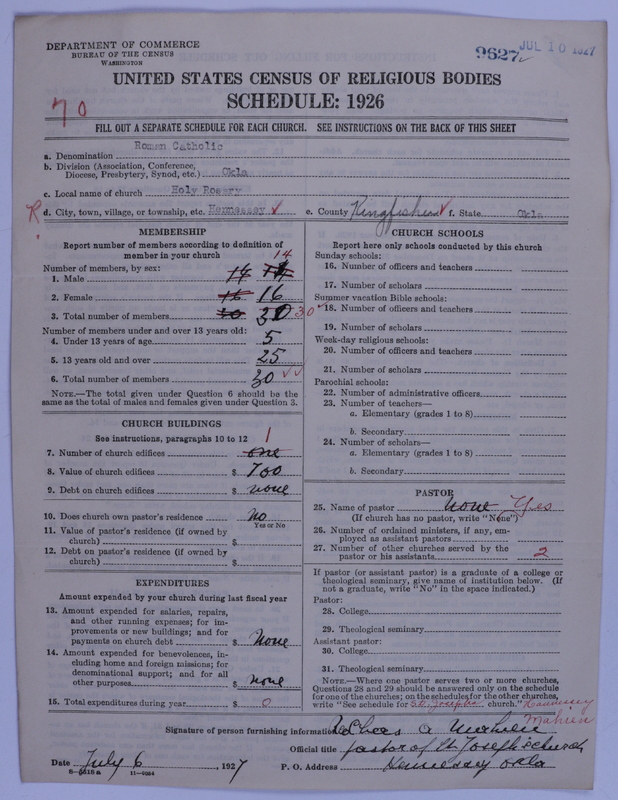 DEPARTMENT OF COMMERCE
BUREAU OF THE CENSUS
WASHINGTON
9627 JUL 10 1927
UNITED STATES CENSUS OF RELIGIOUS BODIES
SCHEDULE: 1926
70
FILL OUT A SEPARATE SCHEDULE FOR EACH CHURCH. SEE INSTRUCTIONS ON THE BACK OF THIS SHEET
a. Denomination Roman Catholic
b. Division (Association, Conference, Diocese, Presbytery, Synod, etc.) Okla
c. Local name of church Holy Rosary
R d. City, town, village, or township, etc. Hennessey ✓ e. County Kingfisher ✓ f. State Okla
MEMBERSHIP
Report number of members according to definition of
member in your church
Number of members, by sex:
1. Male 14 14
2. Female 16 16
3. Total number of members 30 30 30
Number of members under and over 13 years old:
4. Under 13 years of age 5
5. 13 years old and over 25
6. Total number of members 30 ✓✓
NOTE.—The total given under Question 6 should be the
same as the total of males and females given under Question 3.
CHURCH BUILDINGS
See instructions, paragraphs 10 to 12
7. Number of church edifices one 1
8. Value of church edifices $ 700
9. Debt on church edifices $ none
10. Does church own pastor's residence No
Yes or No
11. Value of pastor's residence (if owned by
church) $
12. Debt on pastor's residence (if owned by
church) $
EXPENDITURES
Amount expended by your church during last fiscal year
13. Amount expended for salaries, repairs,
and other running expenses; for im-
provements or new buildings; and for
payments on church debt $ None
14. Amount expended for benevolences, in-
cluding home and foreign missions; for
denominational support; and for all
other purposes $ none
15. Total expenditures during year $ 0
CHURCH SCHOOLS
Report here only schools conducted by this church
Sunday schools:
16. Number of officers and teachers
17. Number of scholars
Summer vacation Bible schools:
✓18. Number of officers and teachers
19. Number of scholars
Week-day religious schools:
20. Number of officers and teachers
21. Number of scholars
Parochial schools:
22. Number of administrative officers
23. Number of teachers—
a. Elementary (grades 1 to 8)
b. Secondary
24. Number of scholars—
a. Elementary (grades 1 to 8)
b. Secondary
PASTOR
25. Name of pastor none Yes
(If church has no pastor, write "None")
26. Number of ordained ministers, if any, em-
ployed as assistant pastors
27. Number of other churches served by the
pastor or his assistants 2
If pastor (or assistant pastor) is a graduate of a college or
theological seminary, give name of institution below. (If
not a graduate, write "No" in the space indicated.)
Pastor:
28. College
29. Theological seminary
Assistant pastor:
30. College
31. Theological seminary
NOTE.—Where one pastor serves two or more churches,
Questions 28 and 29 should be answered only on the schedule
for one of the churches; on the schedules for the other churches,
write "See schedule for St. Josephs church." Hennessey
Signature of person furnishing information A. Mahieu
Official title pastor of St Joseph's church
Date July 6, 1927 P. O. Address Hennessey Okla
8—5618 a 11—9084